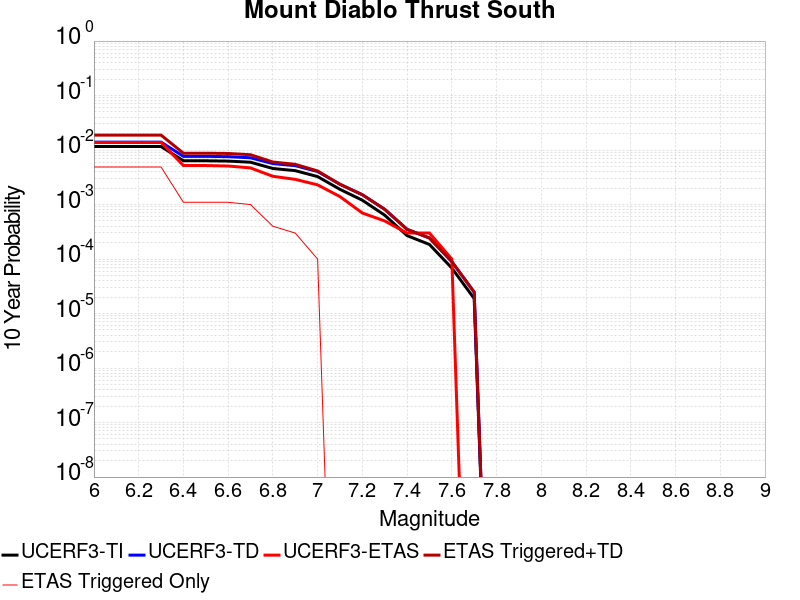 Mount Diablo Thrust South
10^0
10^-1
10^-2
10^-3
10^-4
10^-5
10^-6
10^-7
10^-8
10 Year Probability
6 6.2 6.4 6.6 6.8 7 7.2 7.4 7.6 7.8 8 8.2 8.4 8.6 8.8 9
Magnitude
UCERF3-TI UCERF3-TD UCERF3-ETAS ETAS Triggered+TD
ETAS Triggered Only